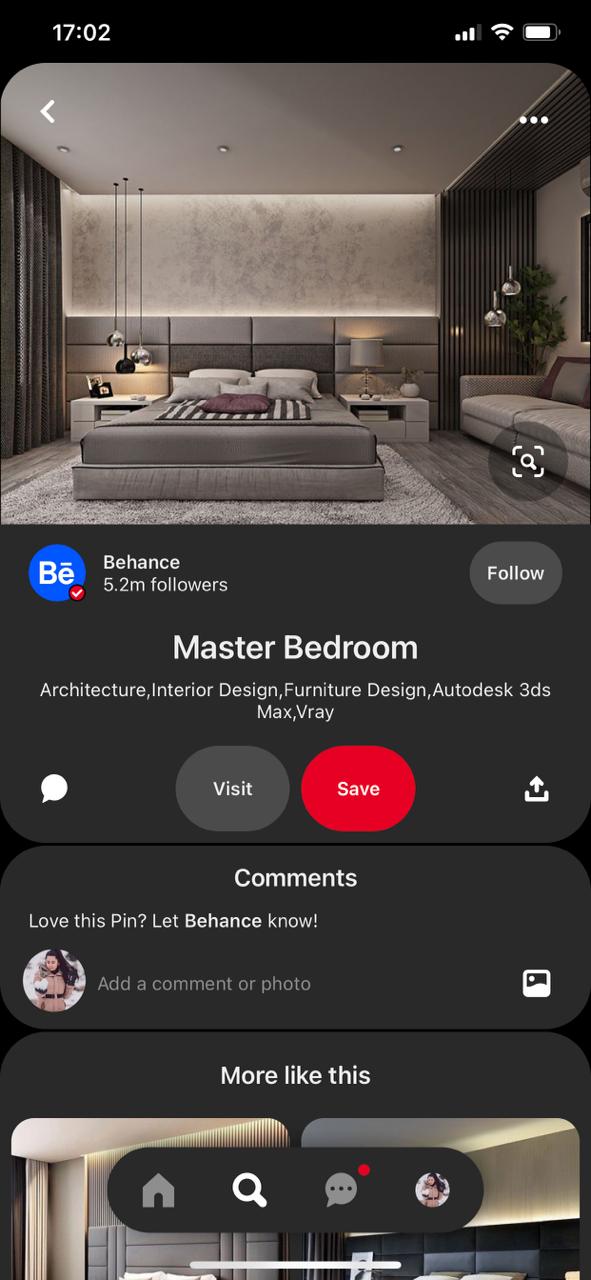 17:02
Bē
Behance
5.2m followers
Follow
Master Bedroom
Architecture,Interior Design,Furniture Design,Autodesk 3ds
Max,Vray
Visit
Save
Comments
Love this Pin? Let Behance know!
Add a comment or photo
More like this